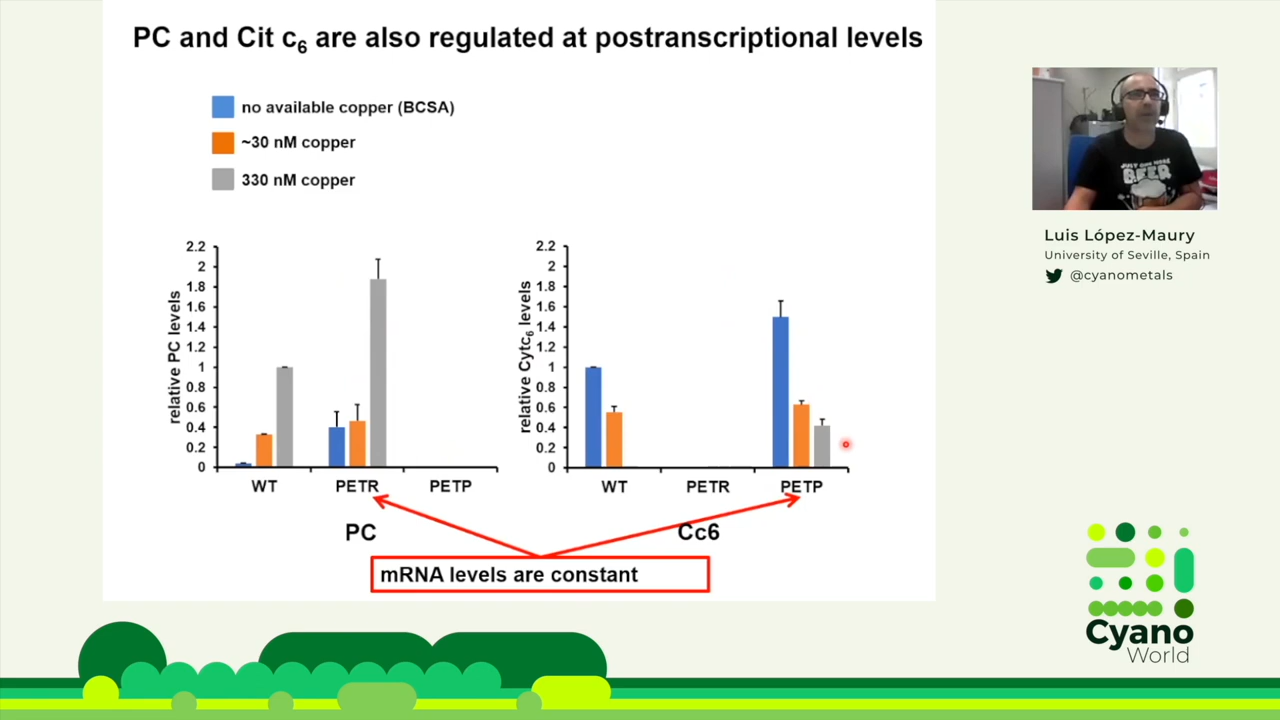 PC and Cit c6 are also regulated at postranscriptional levels
no available copper (BCSA)
~30 nM copper
330 nM copper
relative PC levels
2.2
2
1.8
1.6
1.4
1.2
1
0.8
0.6
0.4
0.2
0
WT
PETR
PETP
PC
relative Cytc6 levels
2.2
2
1.8
1.6
1.4
1.2
1
0.8
0.6
0.4
0.2
0
WT
PETR
PETP
Cc6
mRNA levels are constant
JUST ONE MORE
BEER
Luis López-Maury
University of Seville, Spain
@cyanometals
Cyano
World